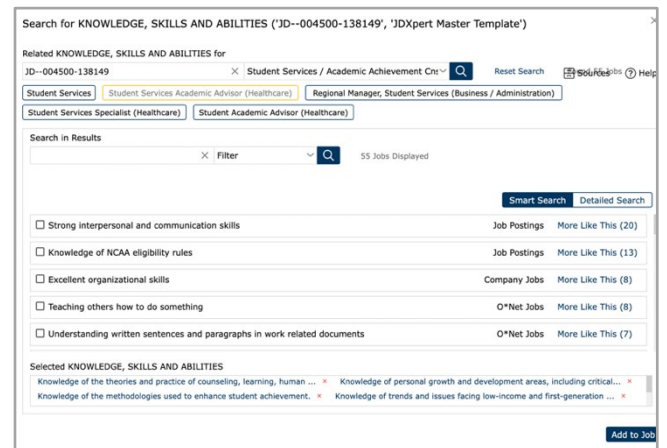 Search for KNOWLEDGE, SKILLS AND ABILITIES ('JD--004500-138149', 'JDXpert Master Template')
Related KNOWLEDGE, SKILLS AND ABILITIES for
JD--004500-138149 Student Services / Academic Achievement Cns Reset Search Sources Help
Student Services Student Services Academic Advisor (Healthcare) Regional Manager, Student Services (Business / Administration)
Student Services Specialist (Healthcare) Student Academic Advisor (Healthcare)
Search in Results
Filter 55 Jobs Displayed
Smart Search Detailed Search
Strong interpersonal and communication skills Job Postings More Like This (20)
Knowledge of NCAA eligibility rules Job Postings More Like This (13)
Excellent organizational skills Company Jobs More Like This (8)
Teaching others how to do something O*Net Jobs More Like This (8)
Understanding written sentences and paragraphs in work related documents O*Net Jobs More Like This (7)
Selected KNOWLEDGE, SKILLS AND ABILITIES
Knowledge of the theories and practice of counseling, learning, human ... × Knowledge of personal growth and development areas, including critical... ×
Knowledge of the methodologies used to enhance student achievement. × Knowledge of trends and issues facing low-income and first-generation ... ×
Add to Job